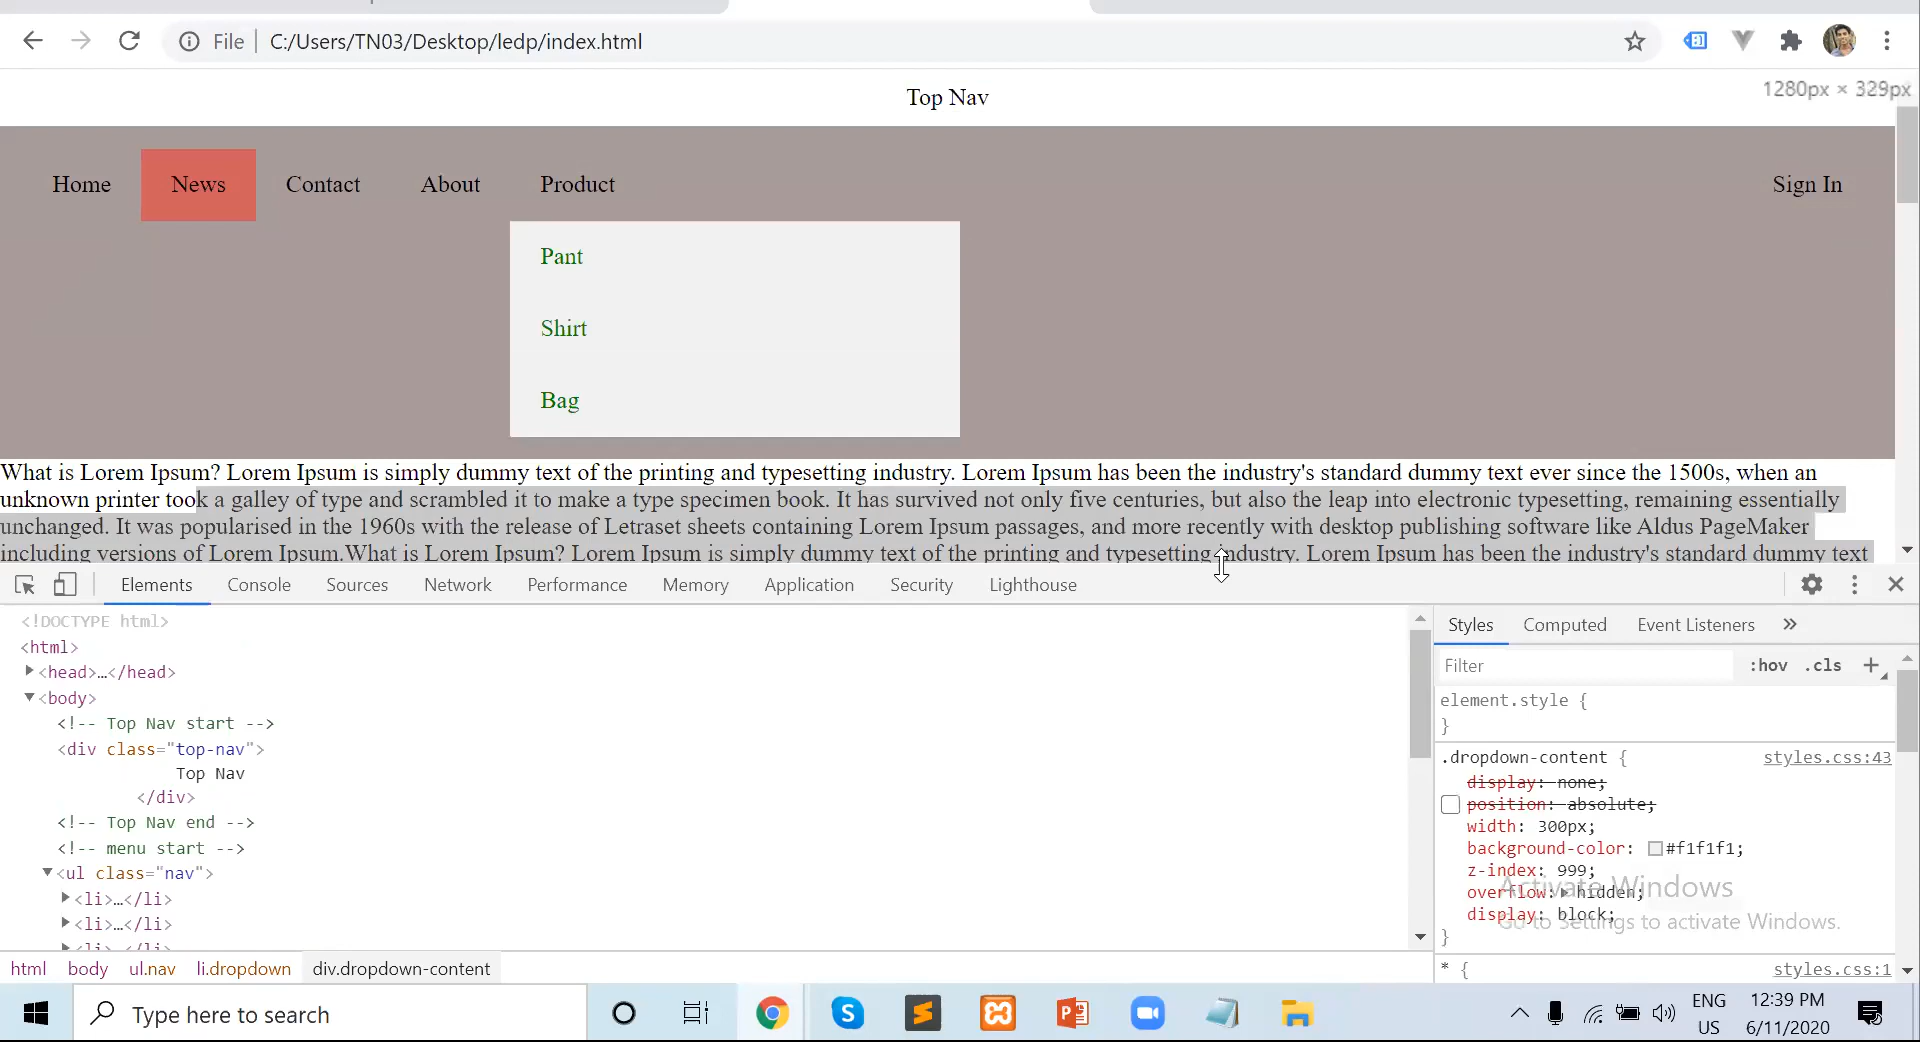 File
C:/Users/TN03/Desktop/ledp/index.html
Top Nav
1280px × 329px
Home
News
Contact
About
Product
Sign In
Pant
Shirt
Bag
What is Lorem Ipsum? Lorem Ipsum is simply dummy text of the printing and typesetting industry. Lorem Ipsum has been the industry's standard dummy text ever since the 1500s, when an
unknown printer took a galley of type and scrambled it to make a type specimen book. It has survived not only five centuries, but also the leap into electronic typesetting, remaining essentially
unchanged. It was popularised in the 1960s with the release of Letraset sheets containing Lorem Ipsum passages, and more recently with desktop publishing software like Aldus PageMaker
including versions of Lorem Ipsum.What is Lorem Ipsum? Lorem Ipsum is simply dummy text of the printing and typesetting industry. Lorem Ipsum has been the industry's standard dummy text
Elements
Console
Sources
Network
Performance
Memory
Application
Security
Lighthouse
<!DOCTYPE html>
<html>
<head>…</head>
<body>
<!-- Top Nav start -->
<div class="top-nav">
Top Nav
</div>
<!-- Top Nav end -->
<!-- menu start -->
<ul class="nav">
<li>…</li>
<li>…</li>
<li>…</li>
html body ul.nav li.dropdown div.dropdown-content
Styles
Computed
Event Listeners
Filter
:hov .cls
element.style {
}
.dropdown-content {
styles.css:43
display: none;
position: absolute;
width: 300px;
background-color: #f1f1f1;
z-index: 999;
overflow: hidden;
display: block;
}
* {
styles.css:1
Activate Windows
Go to Settings to activate Windows.
Type here to search
ENG
US
12:39 PM
6/11/2020